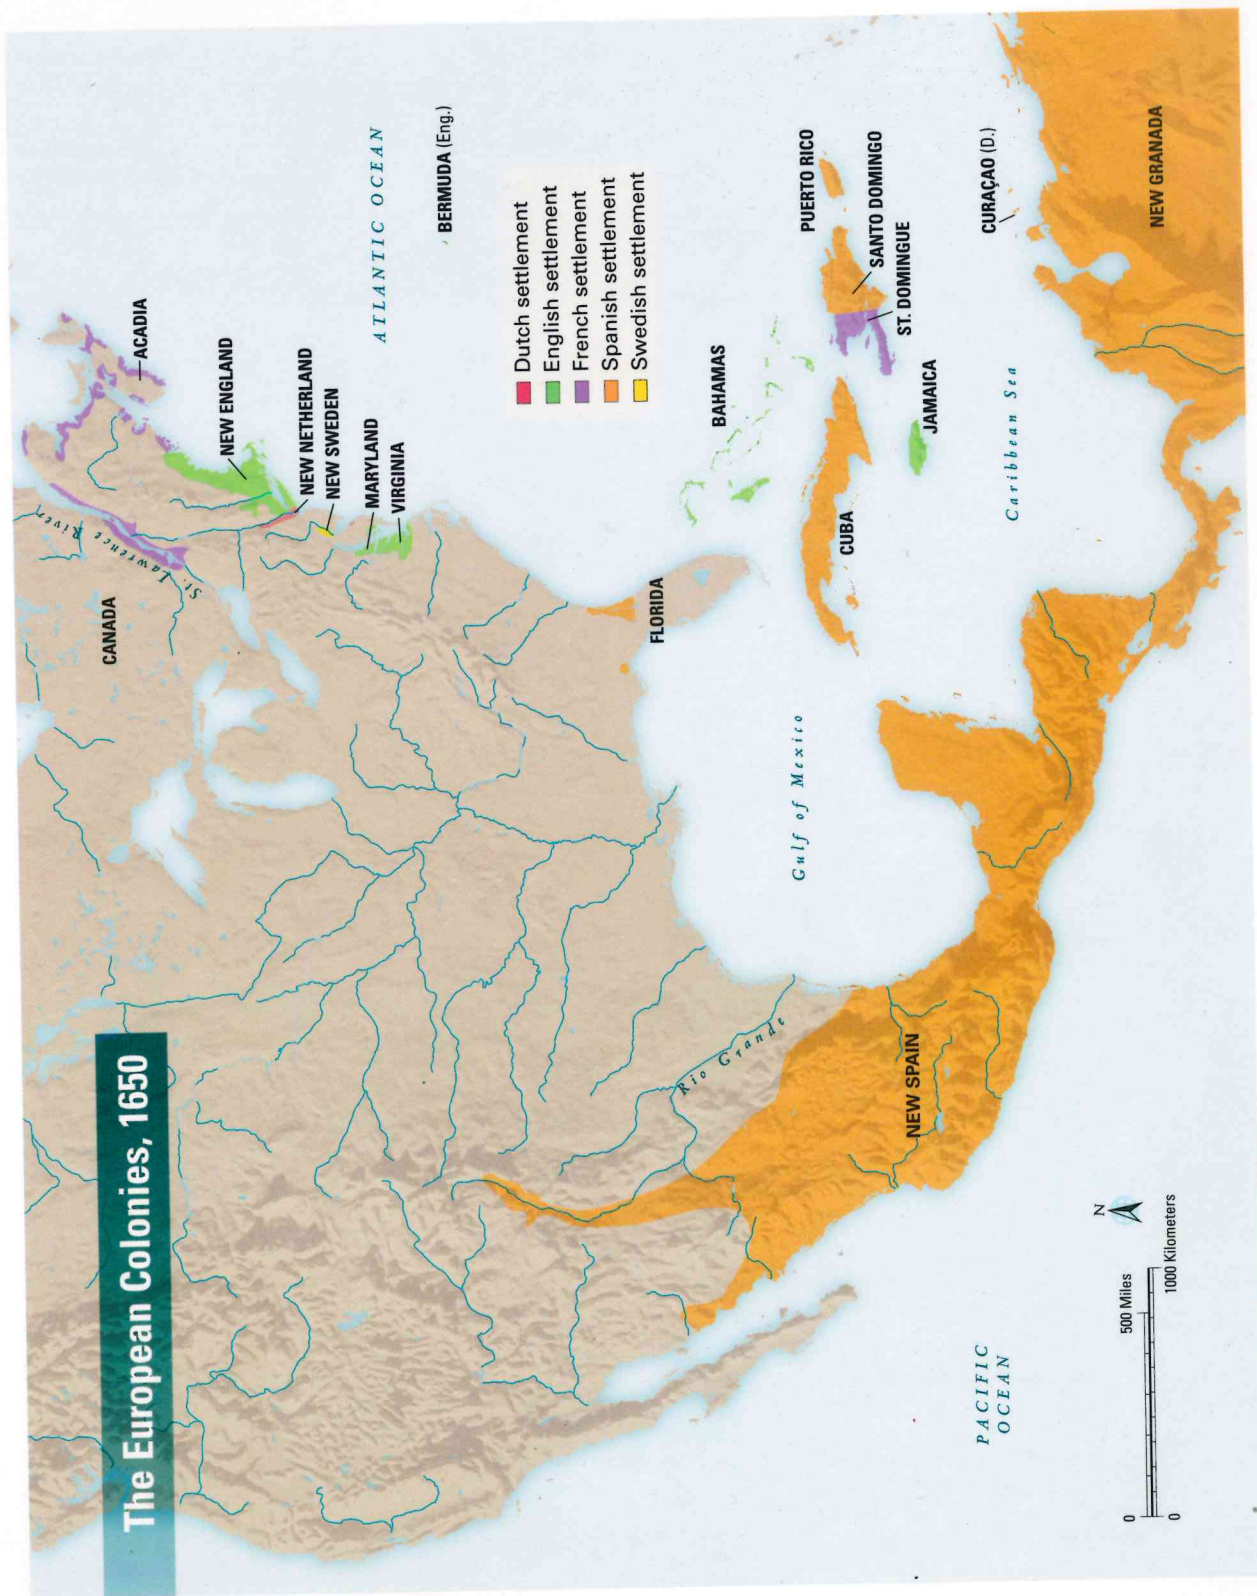 The European Colonies, 1650
CANADA
St. Lawrence River
ACADIA
NEW ENGLAND
NEW NETHERLAND
NEW SWEDEN
MARYLAND
VIRGINIA
ATLANTIC OCEAN
BERMUDA (Eng.)
Dutch settlement
English settlement
French settlement
Spanish settlement
Swedish settlement
FLORIDA
BAHAMAS
Gulf of Mexico
CUBA
PUERTO RICO
SANTO DOMINGO
ST. DOMINGUE
JAMAICA
Caribbean Sea
CURAÇAO (D.)
NEW GRANADA
Rio Grande
NEW SPAIN
PACIFIC
OCEAN
N
0
500 Miles
0
1000 Kilometers